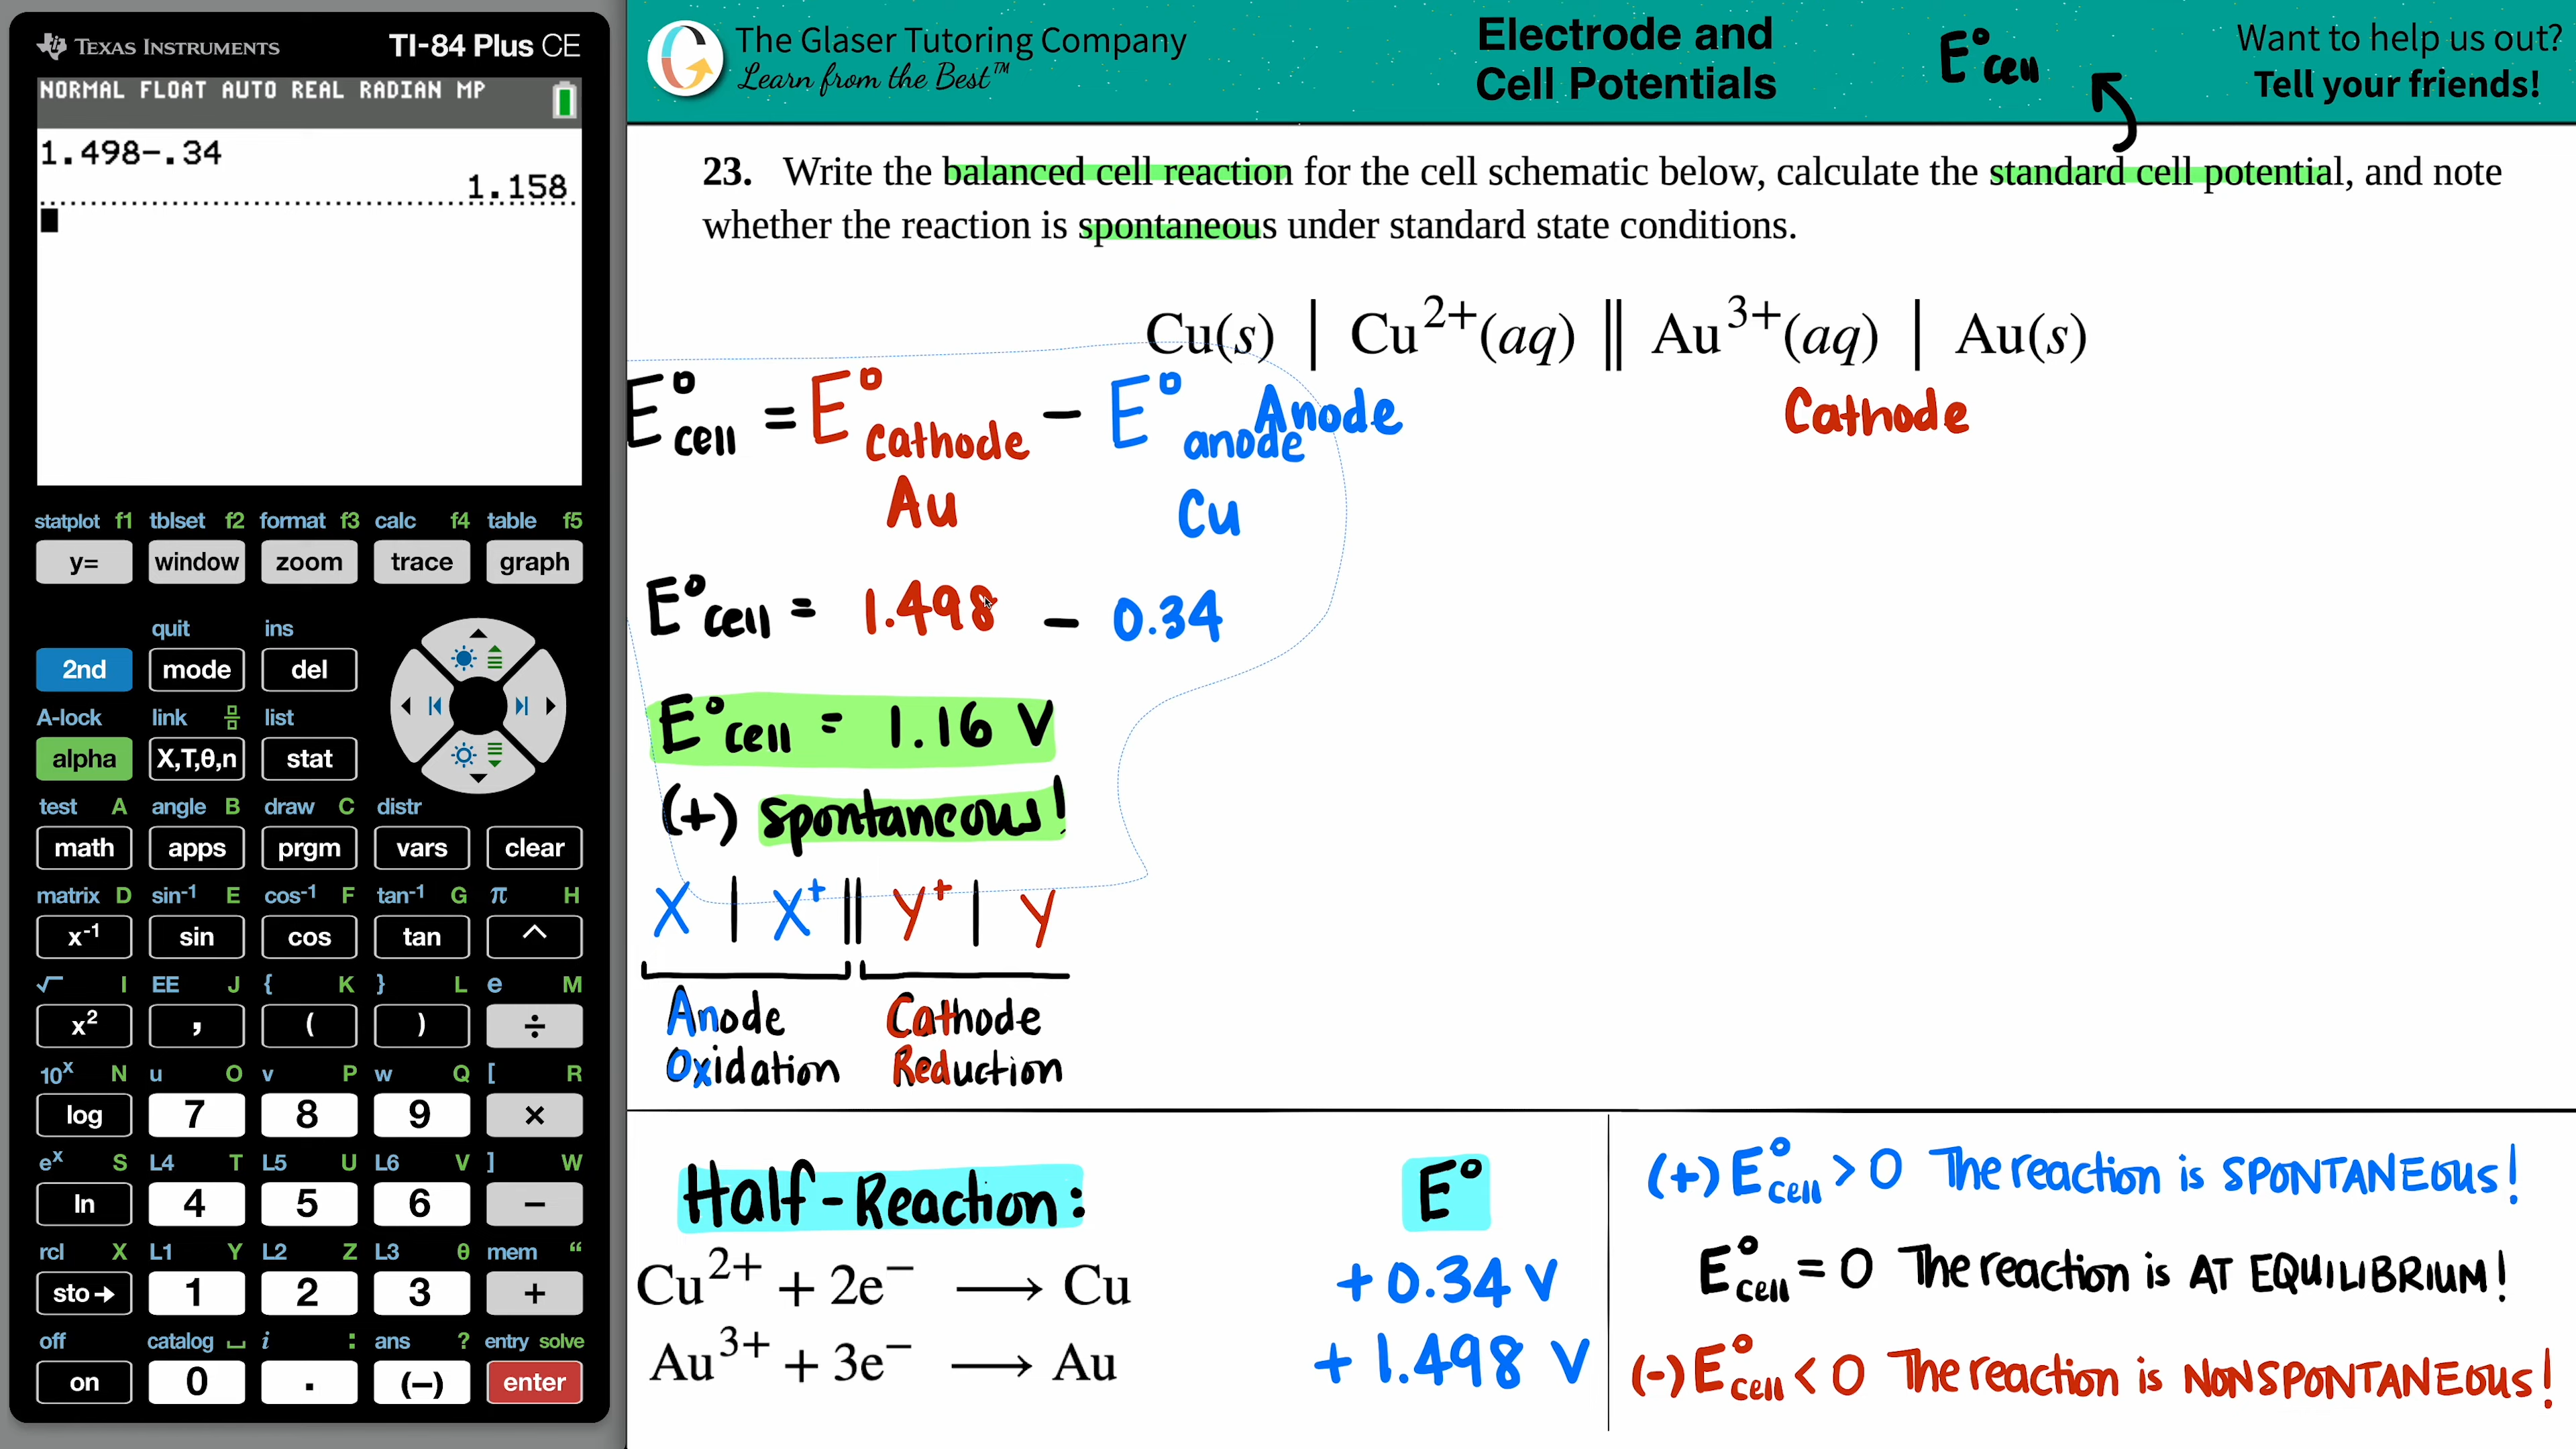 TEXAS INSTRUMENTS TI-84 Plus CE
NORMAL FLOAT AUTO REAL RADIAN MP
1.498-.34
1.158
statplot f1 tblset f2 format f3 calc f4 table f5
y= window zoom trace graph
quit ins
2nd mode del
A-lock link list
alpha X,T,θ,n stat
test A angle B draw C distr
math apps prgm vars clear
matrix D sin⁻¹ E cos⁻¹ F tan⁻¹ G π H
x⁻¹ sin cos tan ^
√ I EE J { K } L e M
x² , ( ) ÷
10ˣ N u O v P w Q [ R
log 7 8 9 ×
eˣ S L4 T L5 U L6 V ] W
ln 4 5 6 −
rcl X L1 Y L2 Z L3 θ mem “
sto→ 1 2 3 +
off catalog i : ans ? entry solve
on 0 . (−) enter
The Glaser Tutoring Company
Learn from the Best™
Electrode and
Cell Potentials
E°cell
Want to help us out?
Tell your friends!
23. Write the balanced cell reaction for the cell schematic below, calculate the standard cell potential, and note
whether the reaction is spontaneous under standard state conditions.
Cu(s) | Cu²⁺(aq) || Au³⁺(aq) | Au(s)
Anode Cathode
E°cell = E°cathode − E°anode
Au Cu
E°cell = 1.498 − 0.34
E°cell = 1.16 V
(+) spontaneous!
X | X⁺ || Y⁺ | Y
Anode Cathode
Oxidation Reduction
Half-Reaction: E°
Cu²⁺ + 2e⁻ ⟶ Cu +0.34 V
Au³⁺ + 3e⁻ ⟶ Au +1.498 V
(+) E°cell > 0 The reaction is SPONTANEOUS!
E°cell = 0 The reaction is AT EQUILIBRIUM!
(-) E°cell < 0 The reaction is NONSPONTANEOUS!